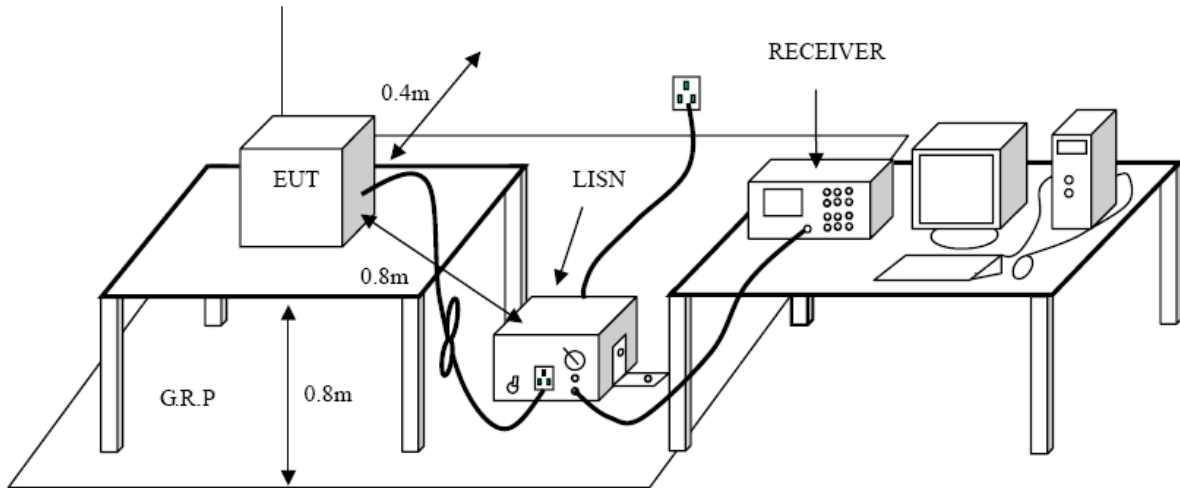 RECEIVER
0.4m
EUT
LISN
0.8m
G.R.P
0.8m